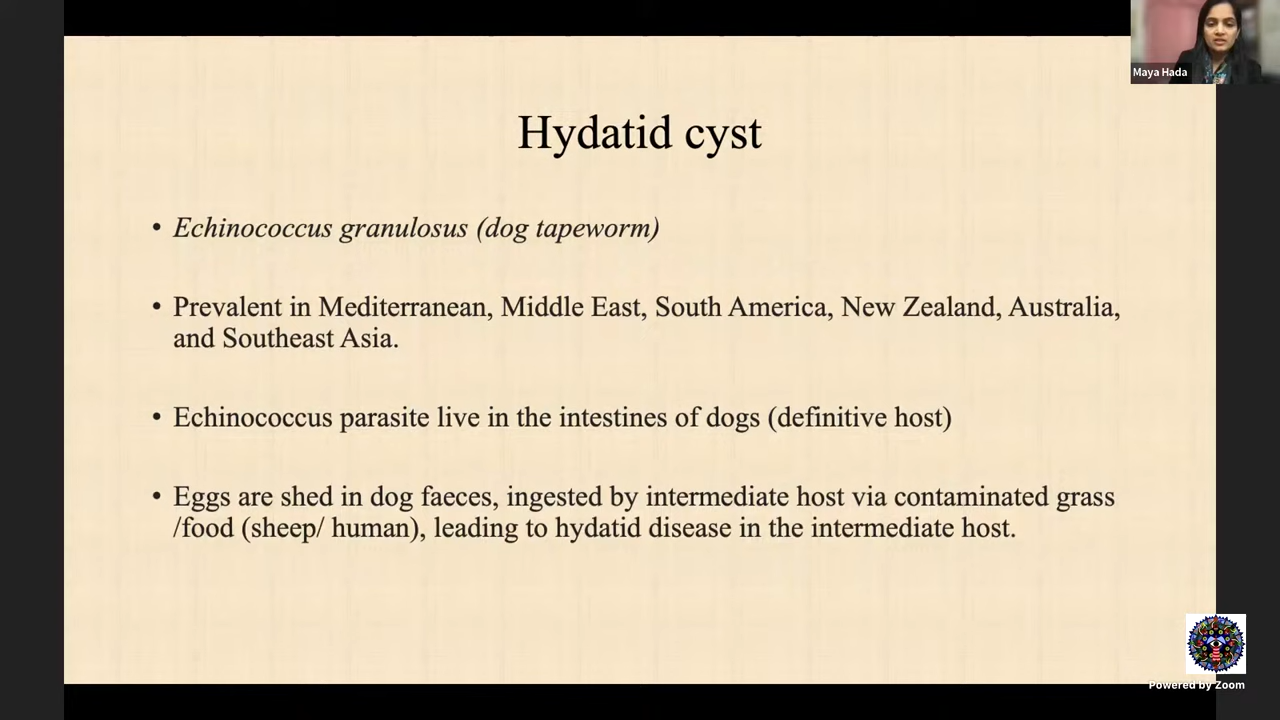 Maya Hada
Hydatid cyst
• Echinococcus granulosus (dog tapeworm)
• Prevalent in Mediterranean, Middle East, South America, New Zealand, Australia,
and Southeast Asia.
• Echinococcus parasite live in the intestines of dogs (definitive host)
• Eggs are shed in dog faeces, ingested by intermediate host via contaminated grass
/food (sheep/ human), leading to hydatid disease in the intermediate host.
Powered by Zoom